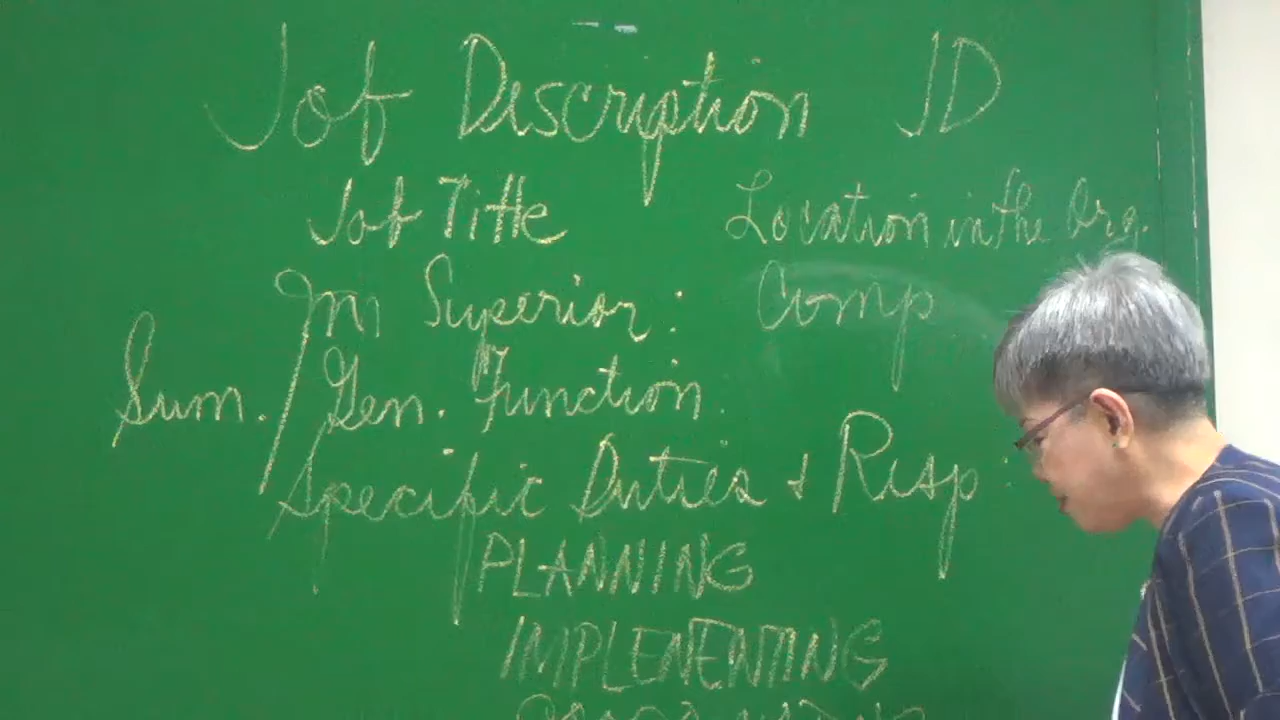 Job Description JD
Job Title Location in the Org.
Im Superior: Comp
Sum. / Gen. Function.
Specific Duties & Resp.
PLANNING
IMPLEMENTING